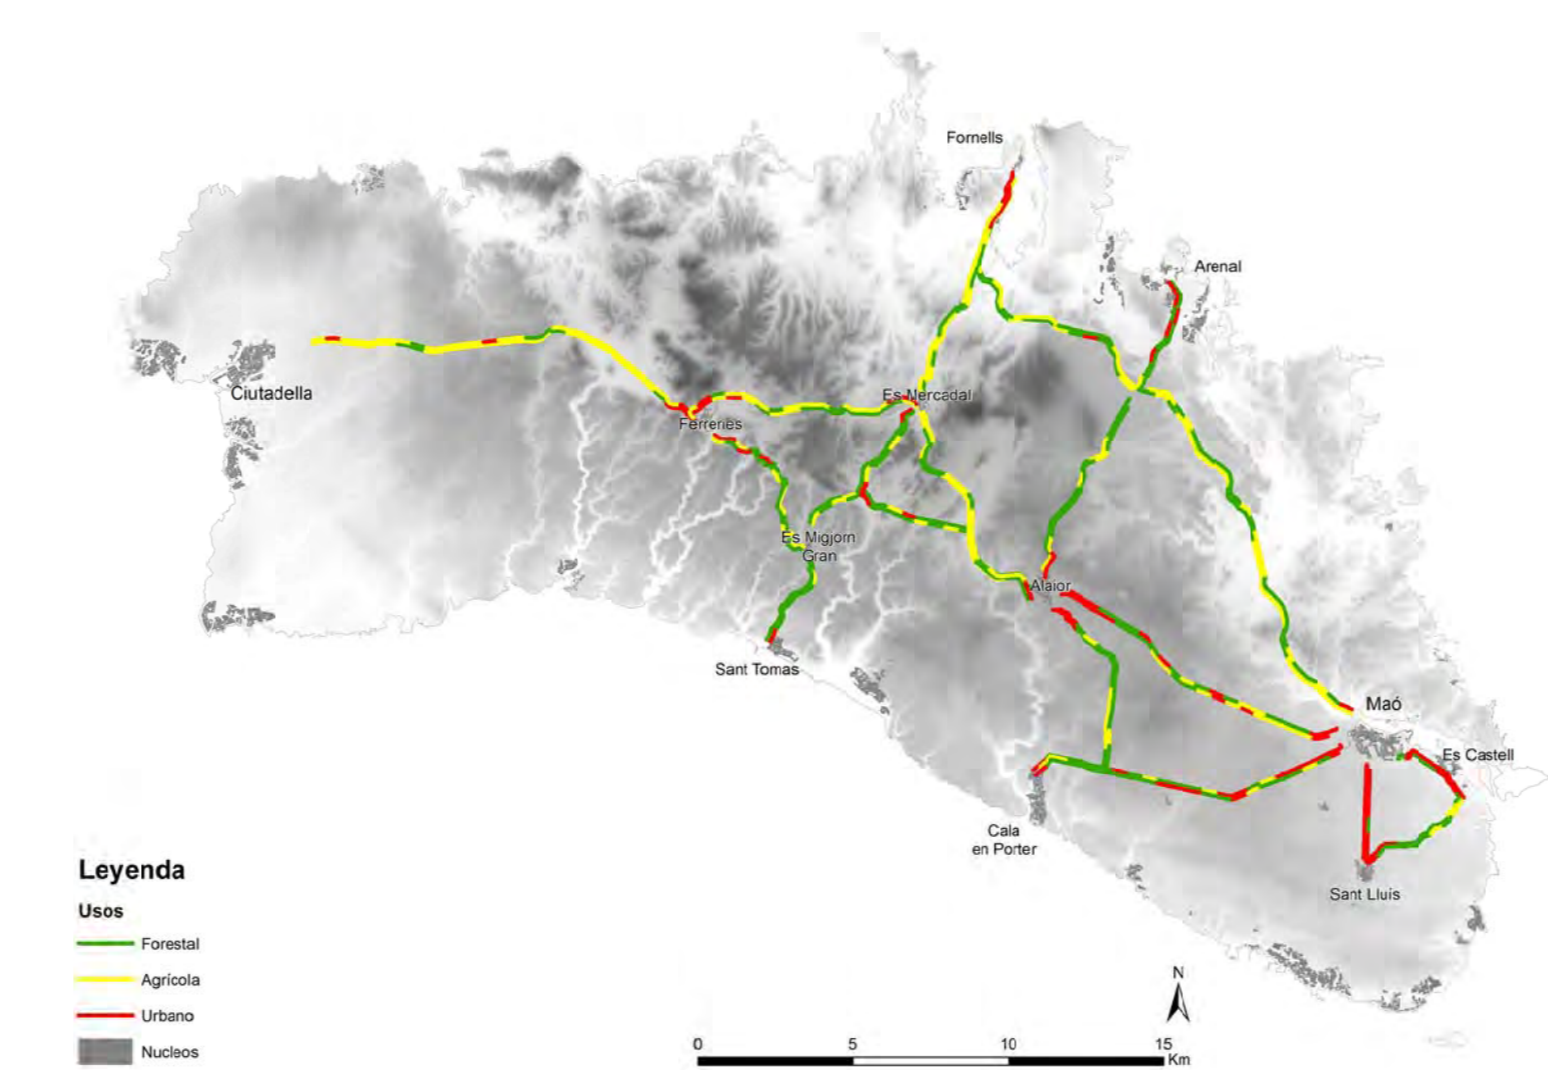 Fornells
Arenal
Ciutadella
Es Mercadal
Ferreries
Es Migjorn
Gran
Alaior
Sant Tomas
Maó
Es Castell
Cala
en Porter
Sant Lluis
Leyenda
Usos
Forestal
Agrícola
Urbano
Nucleos
N
0 5 10 15
Km